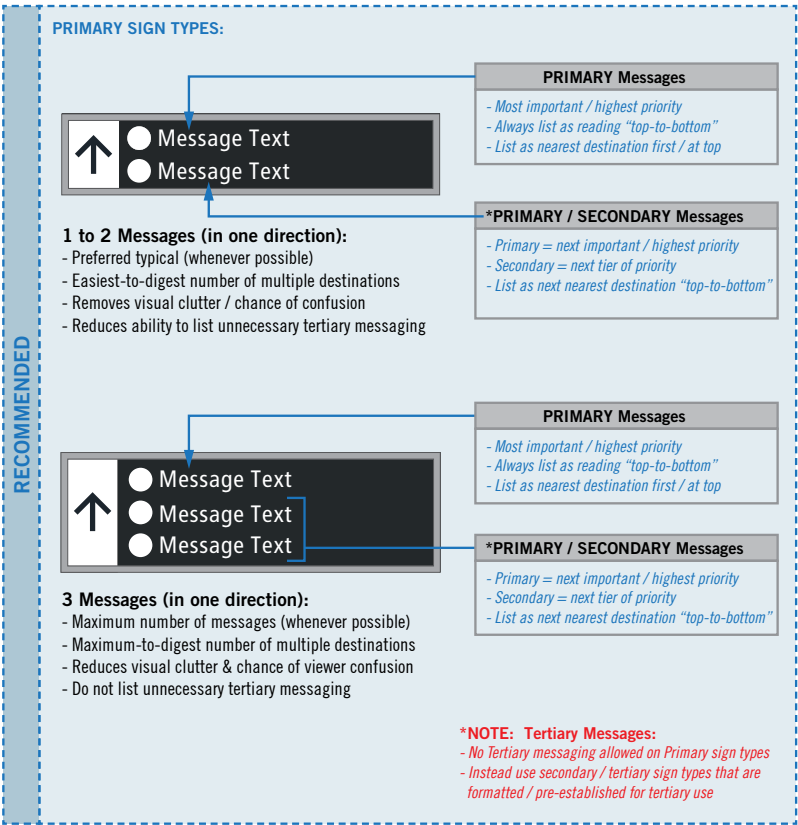 PRIMARY SIGN TYPES:
RECOMMENDED
Message Text
Message Text
PRIMARY Messages
- Most important / highest priority
- Always list as reading “top-to-bottom”
- List as nearest destination first / at top
*PRIMARY / SECONDARY Messages
- Primary = next important / highest priority
- Secondary = next tier of priority
- List as next nearest destination “top-to-bottom”
1 to 2 Messages (in one direction):
- Preferred typical (whenever possible)
- Easiest-to-digest number of multiple destinations
- Removes visual clutter / chance of confusion
- Reduces ability to list unnecessary tertiary messaging
Message Text
Message Text
Message Text
PRIMARY Messages
- Most important / highest priority
- Always list as reading “top-to-bottom”
- List as nearest destination first / at top
*PRIMARY / SECONDARY Messages
- Primary = next important / highest priority
- Secondary = next tier of priority
- List as next nearest destination “top-to-bottom”
3 Messages (in one direction):
- Maximum number of messages (whenever possible)
- Maximum-to-digest number of multiple destinations
- Reduces visual clutter & chance of viewer confusion
- Do not list unnecessary tertiary messaging
*NOTE: Tertiary Messages:
- No Tertiary messaging allowed on Primary sign types
- Instead use secondary / tertiary sign types that are
formatted / pre-established for tertiary use